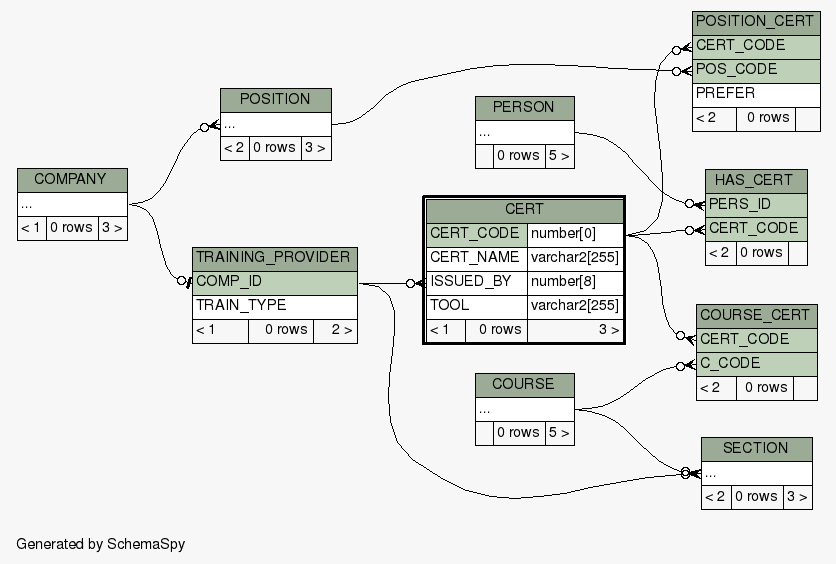 POSITION_CERT
CERT_CODE
POS_CODE
PREFER
< 2 0 rows
POSITION
...
< 2 0 rows 3 >
PERSON
...
0 rows 5 >
COMPANY
...
< 1 0 rows 3 >
HAS_CERT
PERS_ID
CERT_CODE
< 2 0 rows
CERT
CERT_CODE number[0]
CERT_NAME varchar2[255]
ISSUED_BY number[8]
TOOL varchar2[255]
< 1 0 rows 3 >
TRAINING_PROVIDER
COMP_ID
TRAIN_TYPE
< 1 0 rows 2 >
COURSE_CERT
CERT_CODE
C_CODE
< 2 0 rows
COURSE
...
0 rows 5 >
SECTION
...
< 2 0 rows 3 >
Generated by SchemaSpy